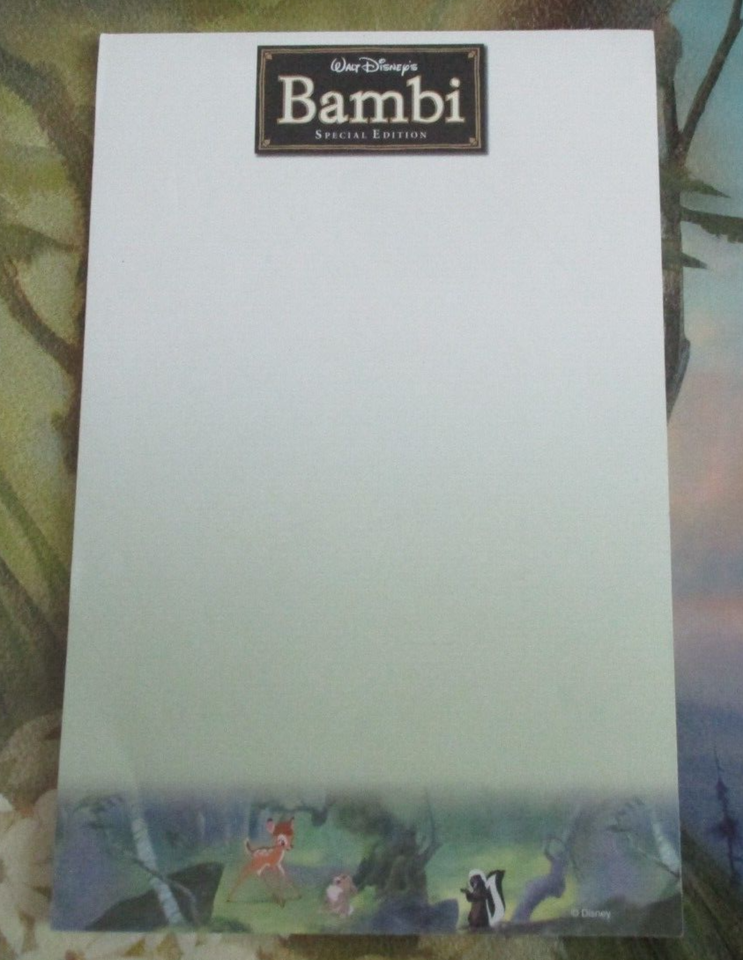 Walt Disney's
Bambi
Special Edition
© Disney